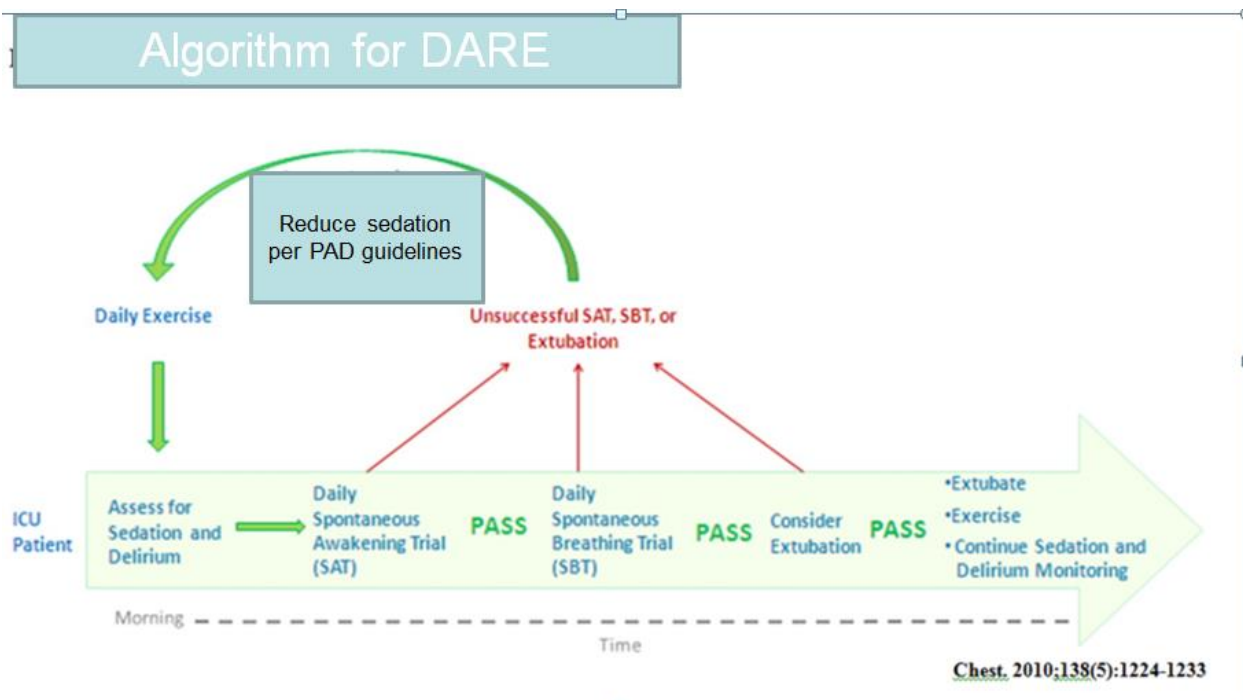 Algorithm for DARE
Reduce sedation
per PAD guidelines
Daily Exercise
Unsuccessful SAT, SBT, or
Extubation
ICU
Patient
Assess for
Sedation and
Delirium
Daily
Spontaneous
Awakening Trial
(SAT)
PASS
Daily
Spontaneous
Breathing Trial
(SBT)
PASS
Consider
Extubation
PASS
•Extubate
•Exercise
•Continue Sedation and
Delirium Monitoring
Morning
Time
Chest. 2010;138(5):1224-1233